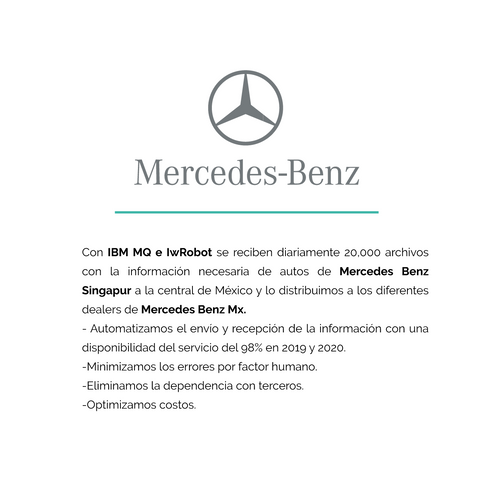 Mercedes-Benz
Con IBM MQ e IwRobot se reciben diariamente 20,000 archivos
con la información necesaria de autos de Mercedes Benz
Singapur a la central de México y lo distribuimos a los diferentes
dealers de Mercedes Benz Mx.
- Automatizamos el envío y recepción de la información con una
disponibilidad del servicio del 98% en 2019 y 2020.
-Minimizamos los errores por factor humano.
-Eliminamos la dependencia con terceros.
-Optimizamos costos.